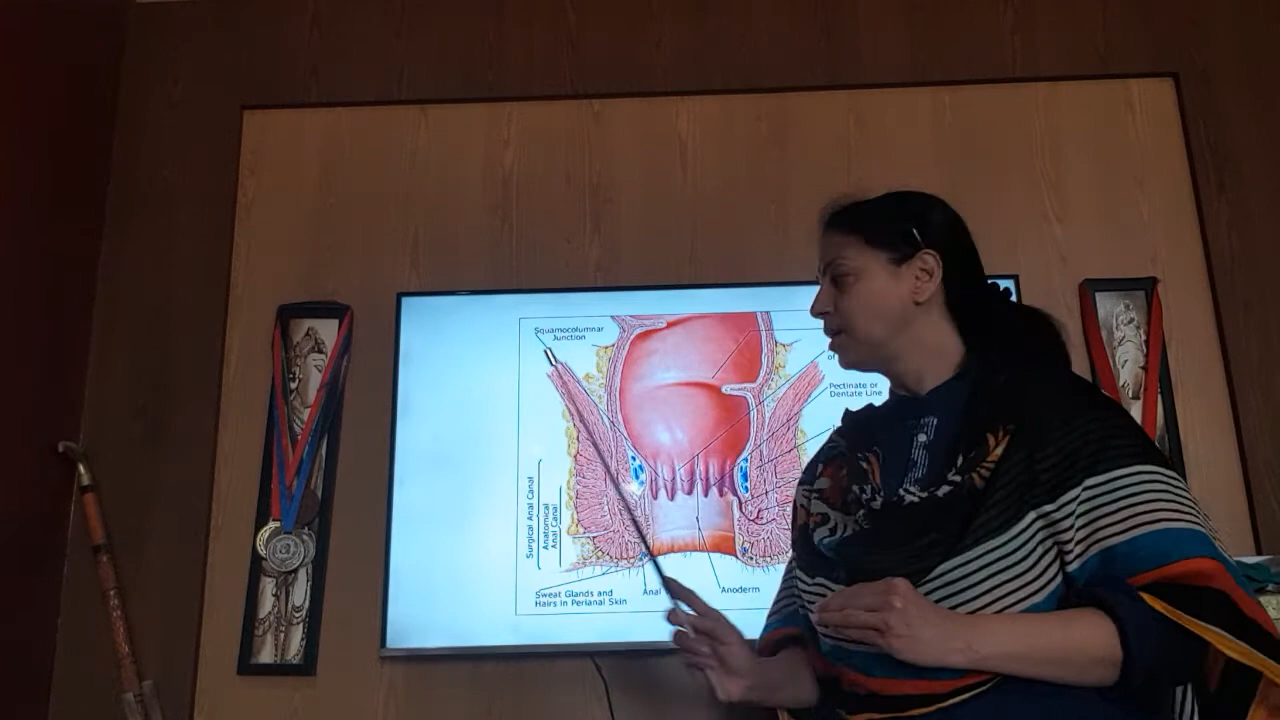 Squamocolumnar
Junction
of
Pectinate or
Dentate Line
Surgical Anal Canal
Anatomical
Anal Canal
Sweat Glands and
Hairs In Perianal Skin
Anal
Anoderm